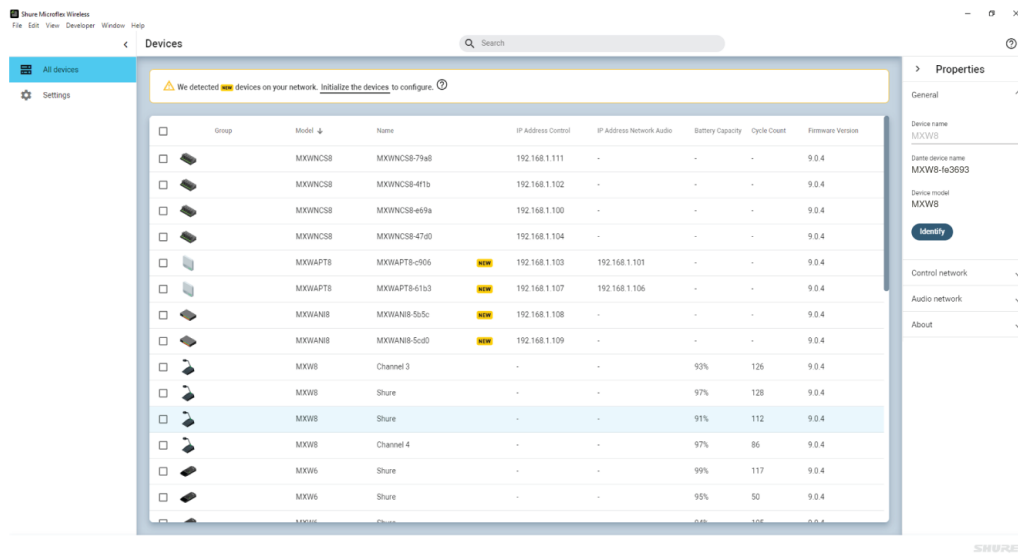 Shure Microflex Wireless
File Edit View Developer Window Help
Devices
Search
All devices
Settings
We detected NEW devices on your network. Initialize the devices to configure.
Group Model Name IP Address Control IP Address Network Audio Battery Capacity Cycle Count Firmware Version
MXWNCS8 MXWNCS8-79a8 192.168.1.111 - - - 9.0.4
MXWNCS8 MXWNCS8-4f1b 192.168.1.102 - - - 9.0.4
MXWNCS8 MXWNCS8-e69a 192.168.1.100 - - - 9.0.4
MXWNCS8 MXWNCS8-47d0 192.168.1.104 - - - 9.0.4
MXWAPT8 MXWAPT8-c906 NEW 192.168.1.103 192.168.1.101 - - 9.0.4
MXWAPT8 MXWAPT8-61b3 NEW 192.168.1.107 192.168.1.106 - - 9.0.4
MXWANI8 MXWANI8-5b5c NEW 192.168.1.108 - - - 9.0.4
MXWANI8 MXWANI8-5cd0 NEW 192.168.1.109 - - - 9.0.4
MXW8 Channel 3 - - 93% 126 9.0.4
MXW8 Shure - - 97% 128 9.0.4
MXW8 Shure - - 91% 112 9.0.4
MXW8 Channel 4 - - 97% 86 9.0.4
MXW6 Shure - - 99% 117 9.0.4
MXW6 Shure - - 95% 50 9.0.4
Properties
General
Device name
MXW8
Dante device name
MXW8-fe3693
Device model
MXW8
Identify
Control network
Audio network
About
SHURE